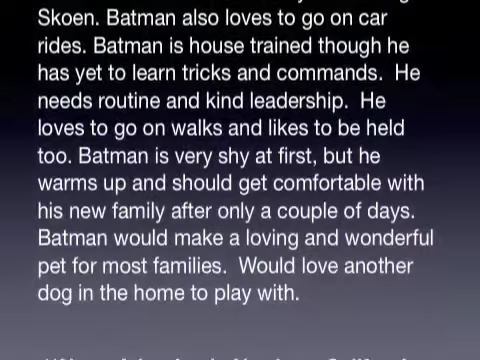 Skoen. Batman also loves to go on car
rides. Batman is house trained though he
has yet to learn tricks and commands.  He
needs routine and kind leadership.  He
loves to go on walks and likes to be held
too. Batman is very shy at first, but he
warms up and should get comfortable with
his new family after only a couple of days.
Batman would make a loving and wonderful
pet for most families.  Would love another
dog in the home to play with.